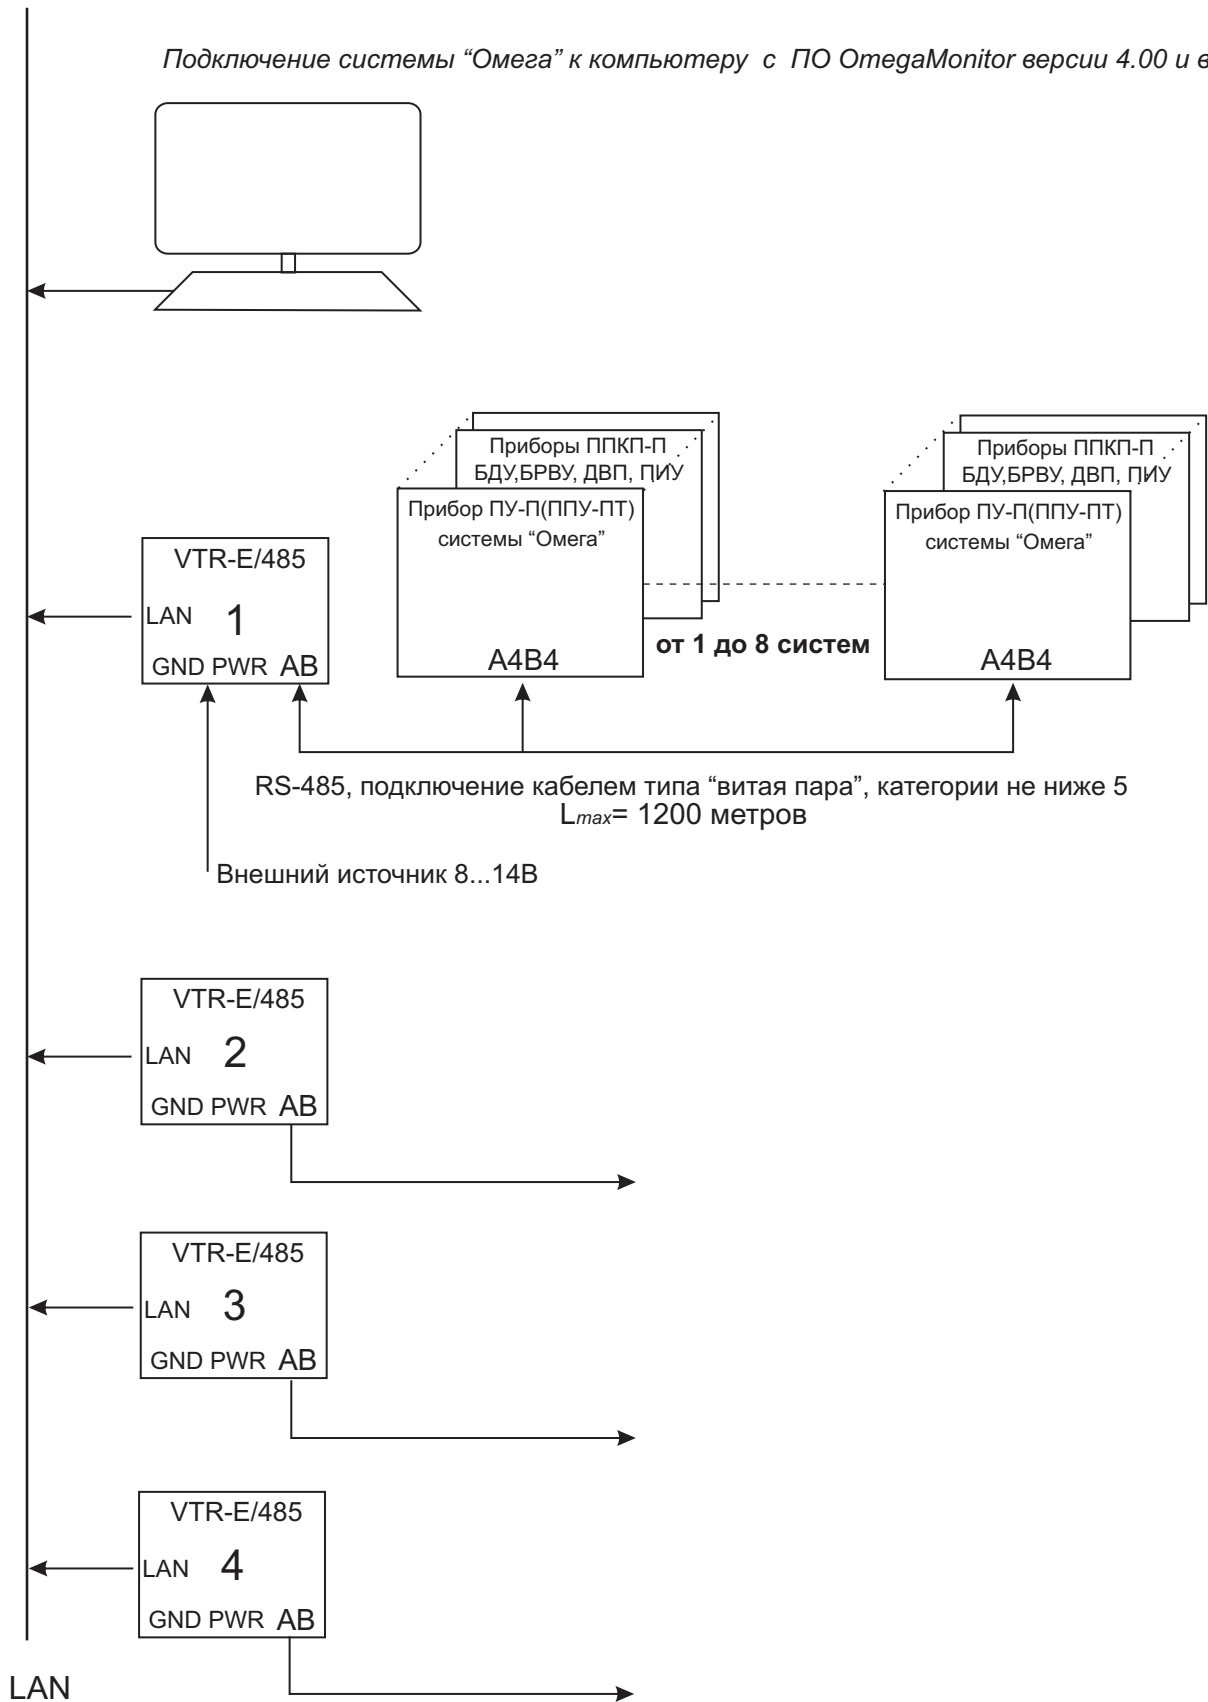 Подключение системы “Омега” к компьютеру с ПО OmegaMonitor версии 4.00 и в
Приборы ППКП-П
БДУ,БРВУ, ДВП, ПИУ
Прибор ПУ-П(ППУ-ПТ)
системы “Омега”
A4B4
от 1 до 8 систем
Приборы ППКП-П
БДУ,БРВУ, ДВП, ПИУ
Прибор ПУ-П(ППУ-ПТ)
системы “Омега”
A4B4
VTR-E/485
LAN 1
GND PWR AB
RS-485, подключение кабелем типа “витая пара”, категории не ниже 5
Lmax= 1200 метров
Внешний источник 8...14В
VTR-E/485
LAN 2
GND PWR AB
VTR-E/485
LAN 3
GND PWR AB
VTR-E/485
LAN 4
GND PWR AB
LAN